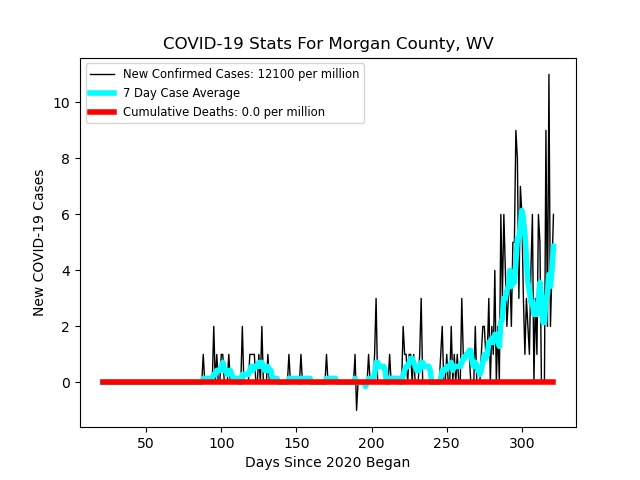 COVID-19 Stats For Morgan County, WV
New Confirmed Cases: 12100 per million
7 Day Case Average
Cumulative Deaths: 0.0 per million
New COVID-19 Cases
10
8
6
4
2
0
50 100 150 200 250 300
Days Since 2020 Began